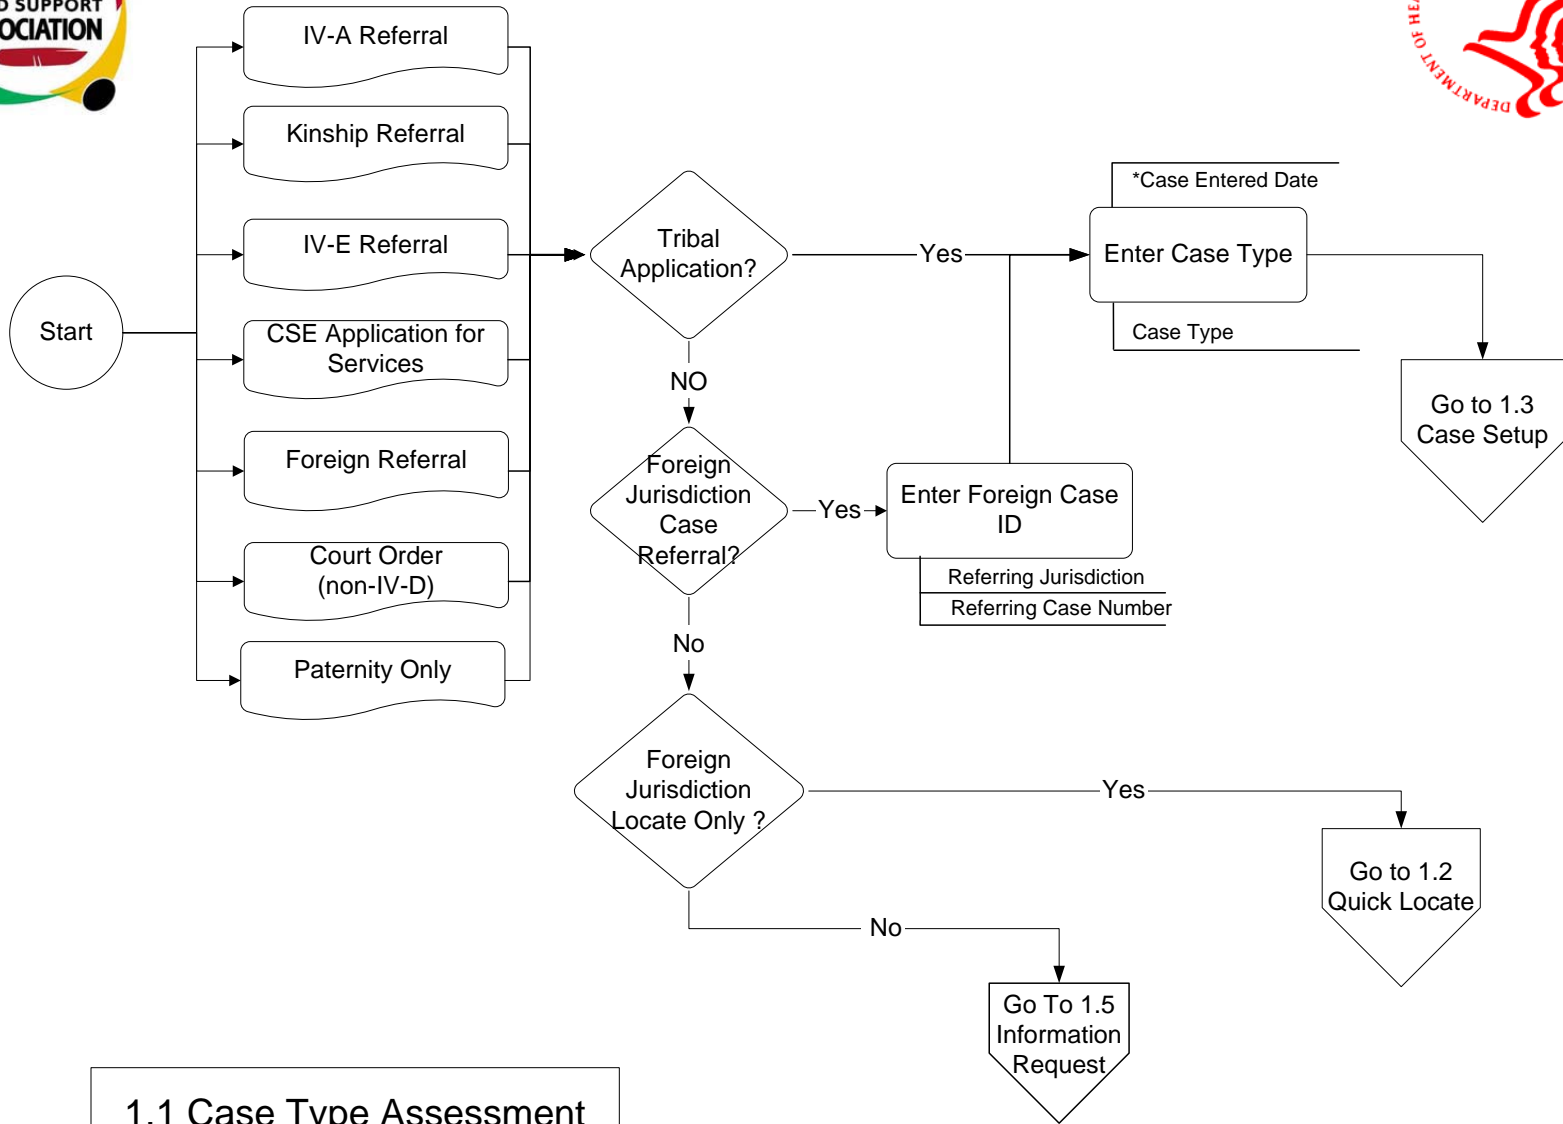 D SUPPORT
OCIATION
DEPARTMENT OF HEA
IV-A Referral
Kinship Referral
IV-E Referral
CSE Application for
Services
Foreign Referral
Court Order
(non-IV-D)
Paternity Only
Start
Tribal
Application?
Yes
*Case Entered Date
Enter Case Type
Case Type
Go to 1.3
Case Setup
NO
Foreign
Jurisdiction
Case
Referral?
Yes
Enter Foreign Case
ID
Referring Jurisdiction
Referring Case Number
No
Foreign
Jurisdiction
Locate Only ?
Yes
Go to 1.2
Quick Locate
No
Go To 1.5
Information
Request
1.1 Case Type Assessment